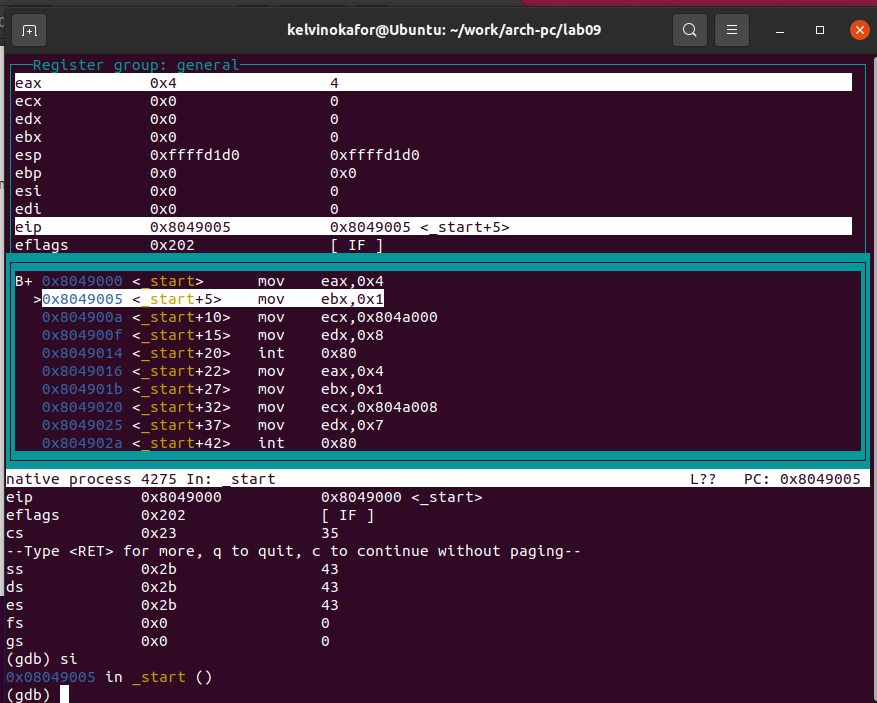 kelvinokafor@Ubuntu: ~/work/arch-pc/lab09
Register group: general
eax 0x4 4
ecx 0x0 0
edx 0x0 0
ebx 0x0 0
esp 0xffffd1d0 0xffffd1d0
ebp 0x0 0x0
esi 0x0 0
edi 0x0 0
eip 0x8049005 0x8049005 <_start+5>
eflags 0x202 [ IF ]
B+ 0x8049000 <_start> mov eax,0x4
>0x8049005 <_start+5> mov ebx,0x1
0x804900a <_start+10> mov ecx,0x804a000
0x804900f <_start+15> mov edx,0x8
0x8049014 <_start+20> int 0x80
0x8049016 <_start+22> mov eax,0x4
0x804901b <_start+27> mov ebx,0x1
0x8049020 <_start+32> mov ecx,0x804a008
0x8049025 <_start+37> mov edx,0x7
0x804902a <_start+42> int 0x80
native process 4275 In: _start L?? PC: 0x8049005
eip 0x8049000 0x8049000 <_start>
eflags 0x202 [ IF ]
cs 0x23 35
--Type <RET> for more, q to quit, c to continue without paging--
ss 0x2b 43
ds 0x2b 43
es 0x2b 43
fs 0x0 0
gs 0x0 0
(gdb) si
0x08049005 in _start ()
(gdb)